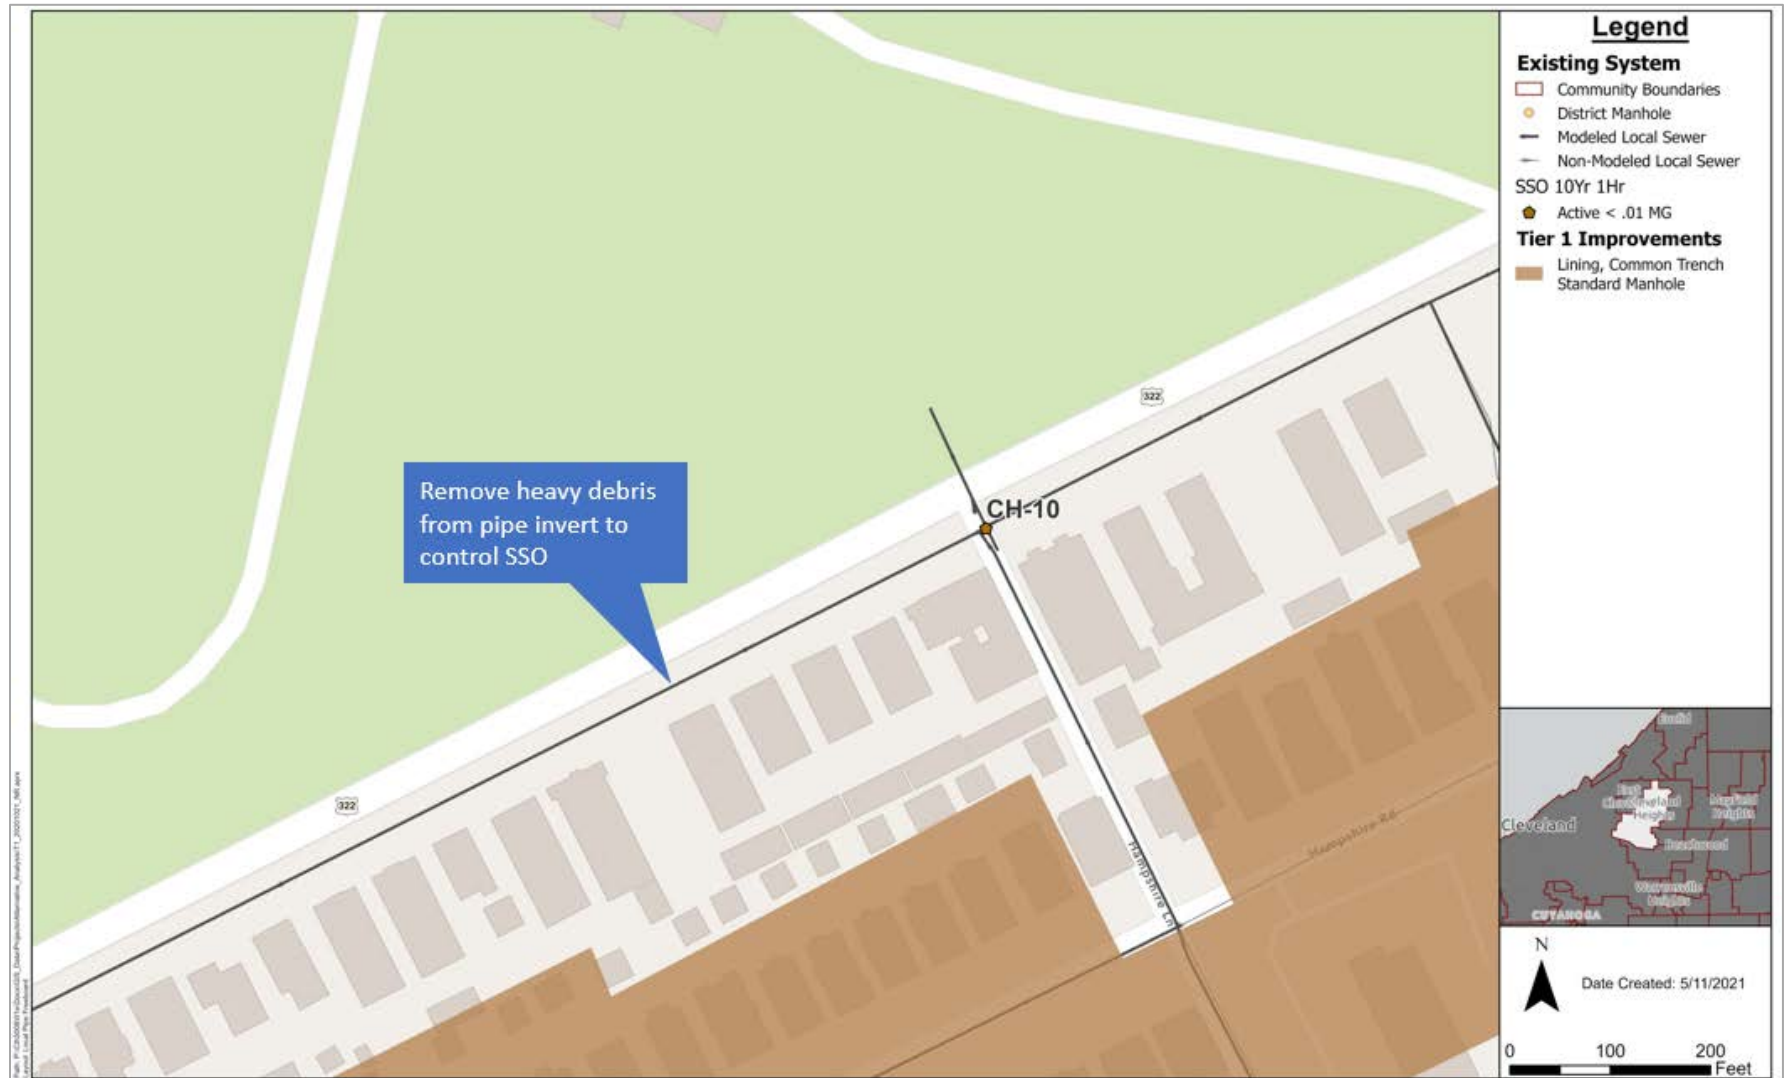 Legend
Existing System
Community Boundaries
District Manhole
Modeled Local Sewer
Non-Modeled Local Sewer
SSO 10Yr 1Hr
Active < .01 MG
Tier 1 Improvements
Lining, Common Trench
Standard Manhole
322
CH-10
Remove heavy debris
from pipe invert to
control SSO
322
Hampshire Rd
Hampshire Ln
Euclid
East
Cleveland
Heights
Mayfield
Heights
Cleveland
Beachwood
Warrensville
Heights
CUYAHOGA
N
Date Created: 5/11/2021
0 100 200
Feet